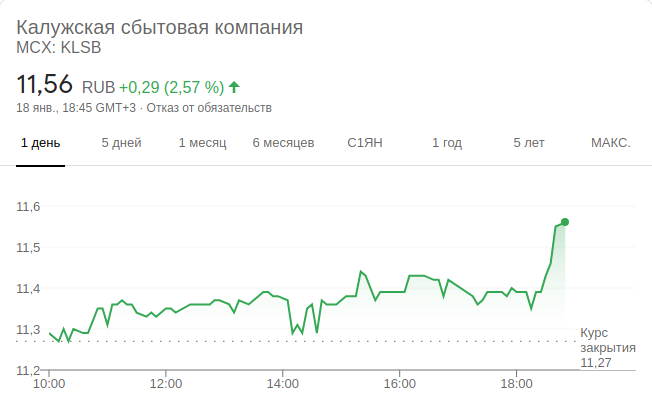 Калужская сбытовая компания
MCX: KLSB
11,56 RUB +0,29 (2,57 %)
18 янв., 18:45 GMT+3 · Отказ от обязательств
1 день 5 дней 1 месяц 6 месяцев С1ЯН 1 год 5 лет МАКС.
11,6
11,5
11,4
11,3
11,2
Курс
закрытия
11,27
10:00 12:00 14:00 16:00 18:00